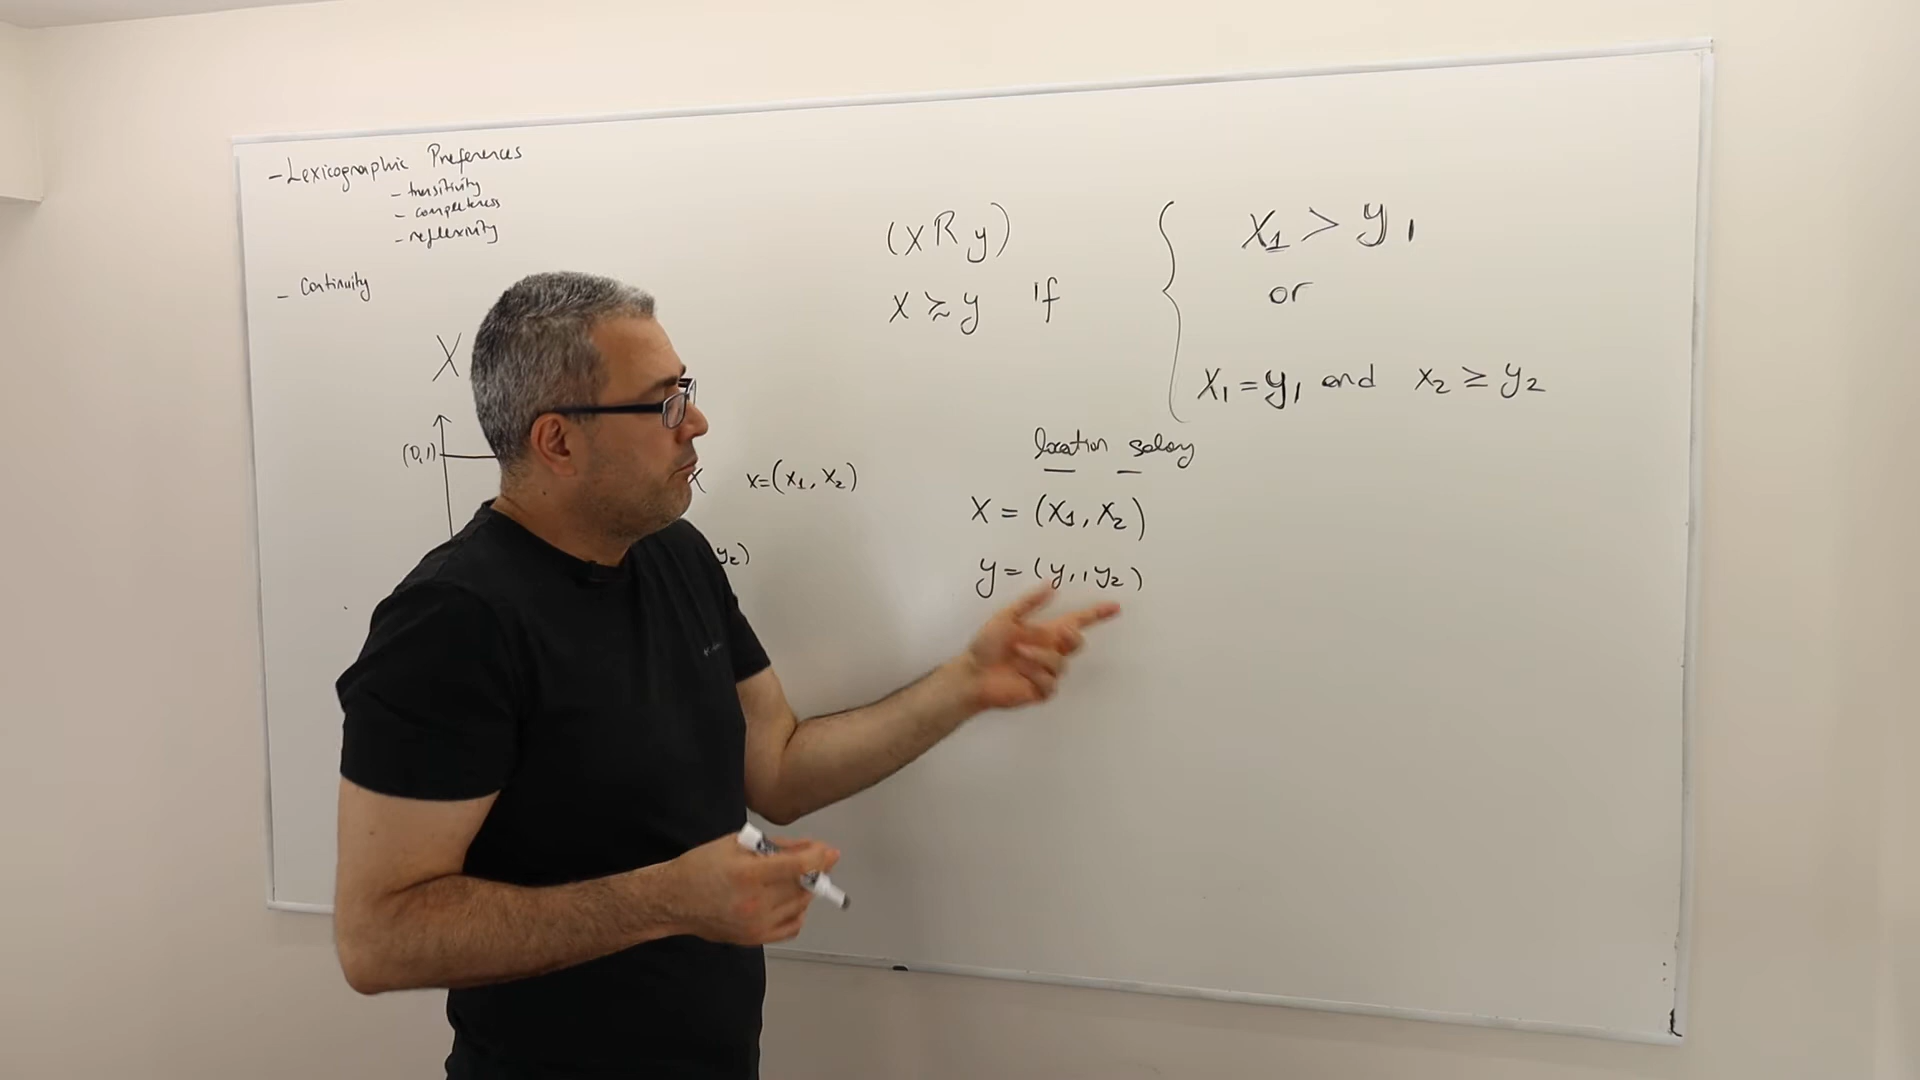 - Lexicographic Preferences
- transitivity
- completeness
- reflexivity
- Continuity
X
(0,1)
x=(x₁, x₂)
y₂)
(x R y)
x ≿ y if
x₁ > y₁
or
x₁ = y₁ and x₂ ≥ y₂
location salary
x = (x₁, x₂)
y = (y₁, y₂)